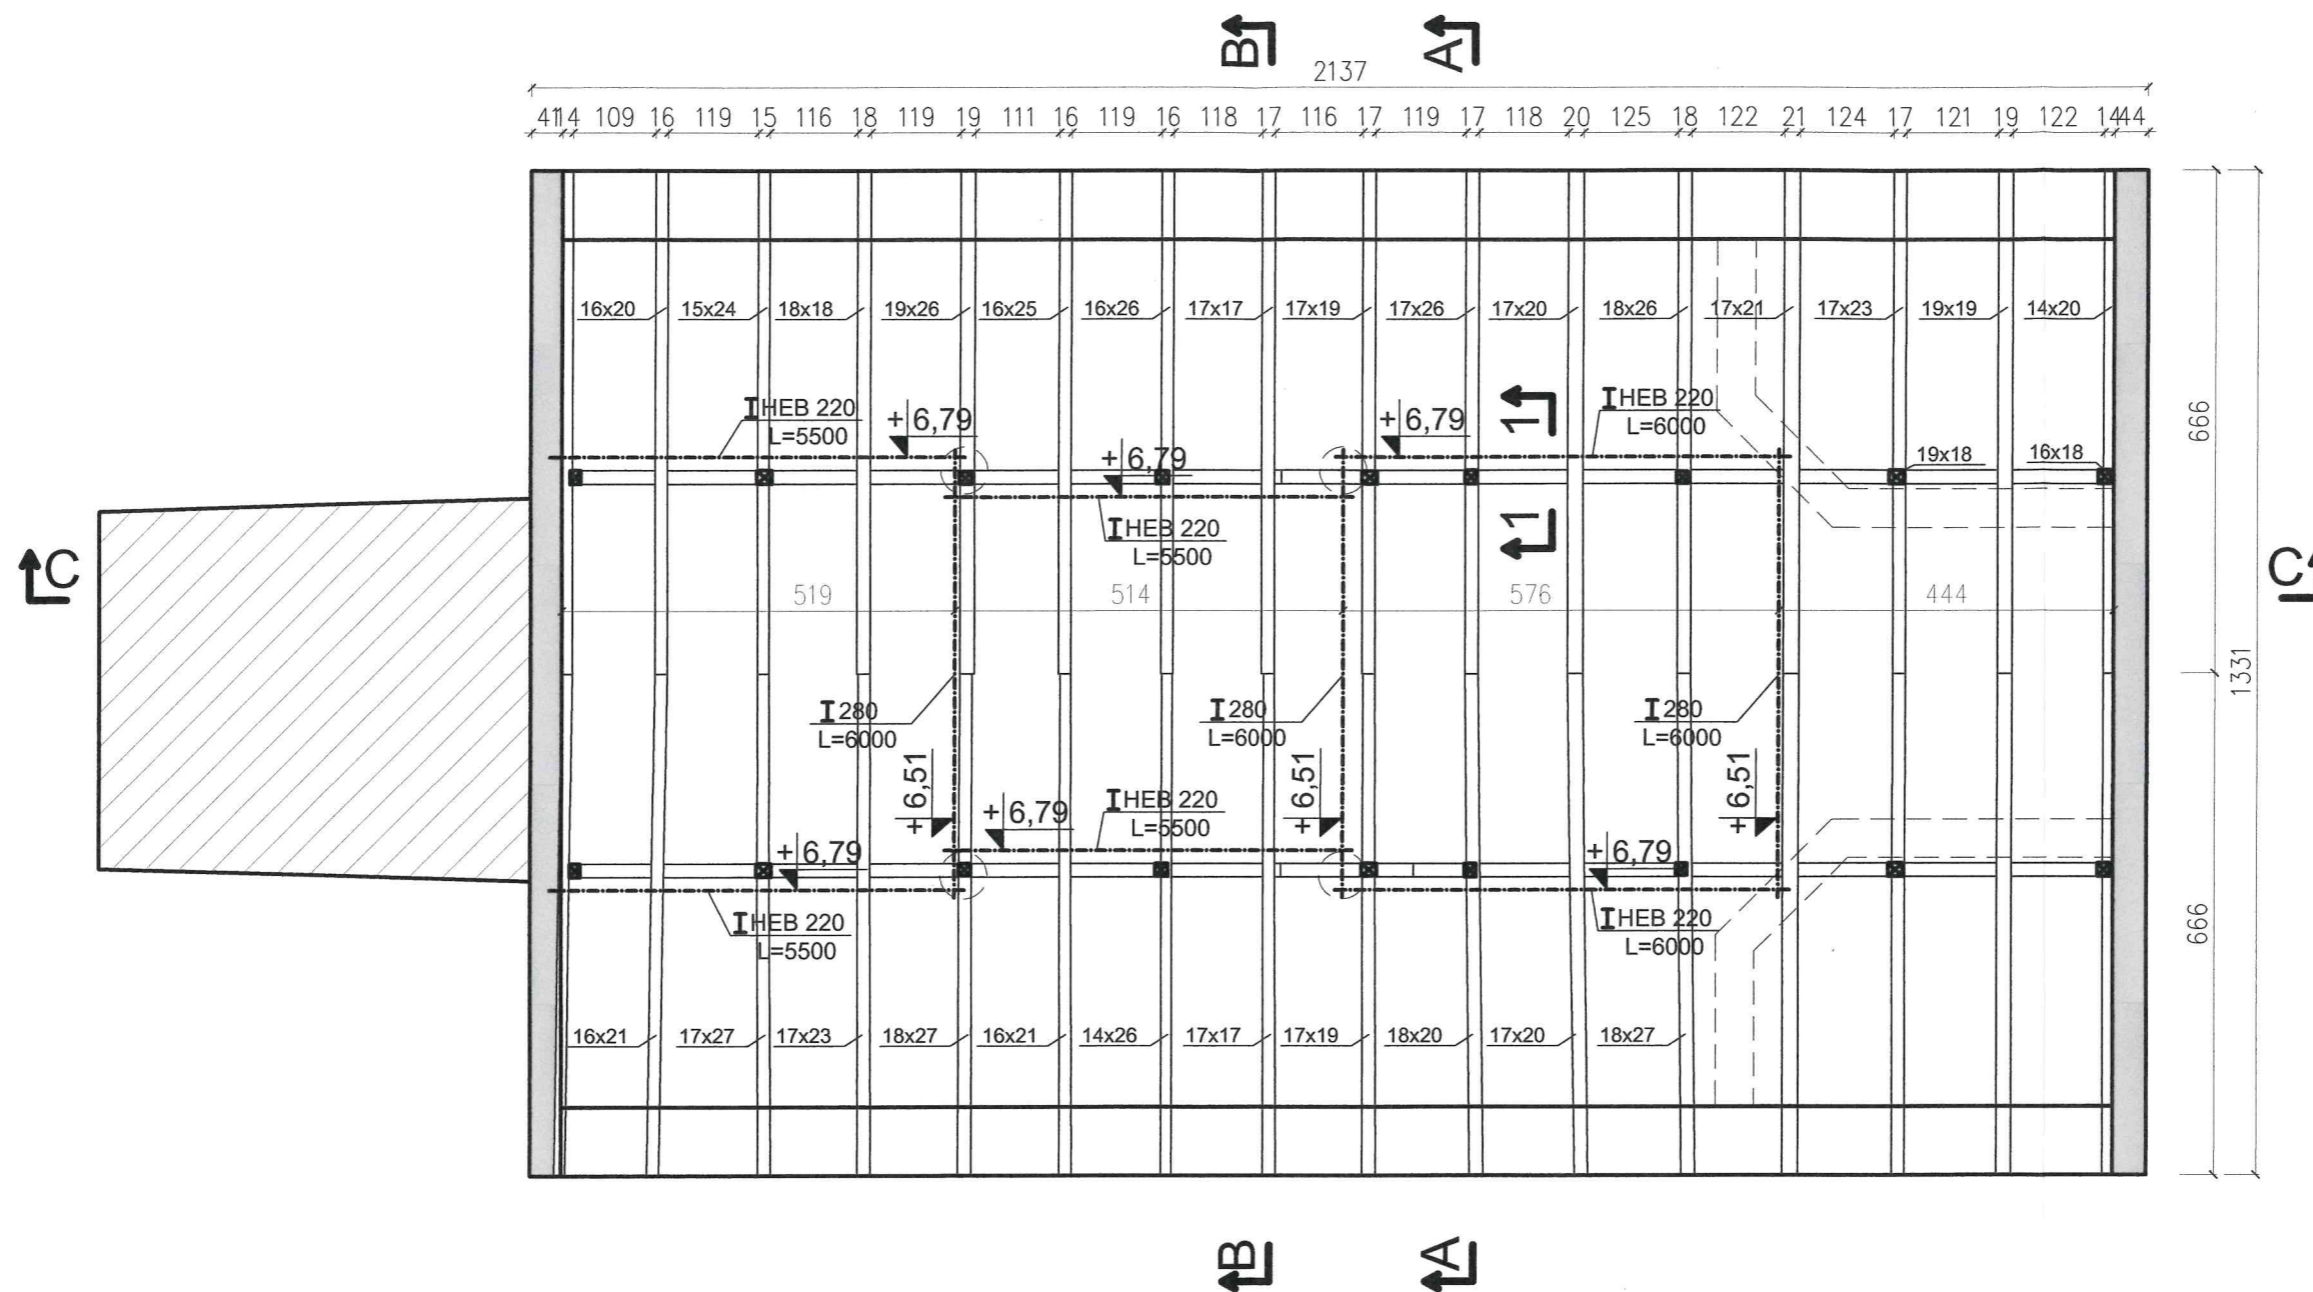 B A
2137
41 14 109 16 119 15 116 18 119 19 111 16 119 16 118 17 116 17 119 17 118 20 125 18 122 21 124 17 121 19 122 14 44
16x20 15x24 18x18 19x26 16x25 16x26 17x17 17x19 17x26 17x20 18x26 17x21 17x23 19x19 14x20
I HEB 220
L=5500
+6,79
+6,79
+6,79
1
I HEB 220
L=6000
666
19x18 16x18
I HEB 220
L=5500
1
C C
519 514 576 444
1331
I 280
L=6000
I 280
L=6000
I 280
L=6000
+6,51
+6,51
+6,51
+6,79
I HEB 220
L=5500
+6,79
+6,79
I HEB 220
L=5500
I HEB 220
L=6000
666
16x21 17x27 17x23 18x27 16x21 14x26 17x17 17x19 18x20 17x20 18x27
B A